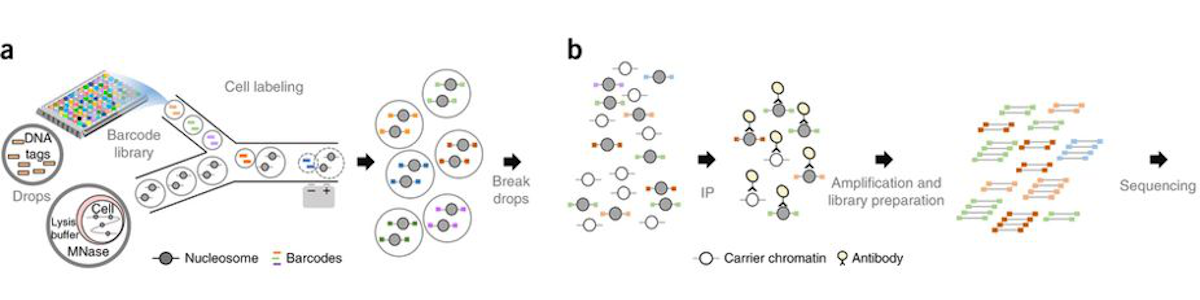 a
Cell labeling
Barcode
library
DNA
tags
Drops
Cell
Lysis
buffer
MNase
– +
Nucleosome
Barcodes
Break
drops
b
IP
Amplification and
library preparation
Sequencing
Carrier chromatin
Antibody